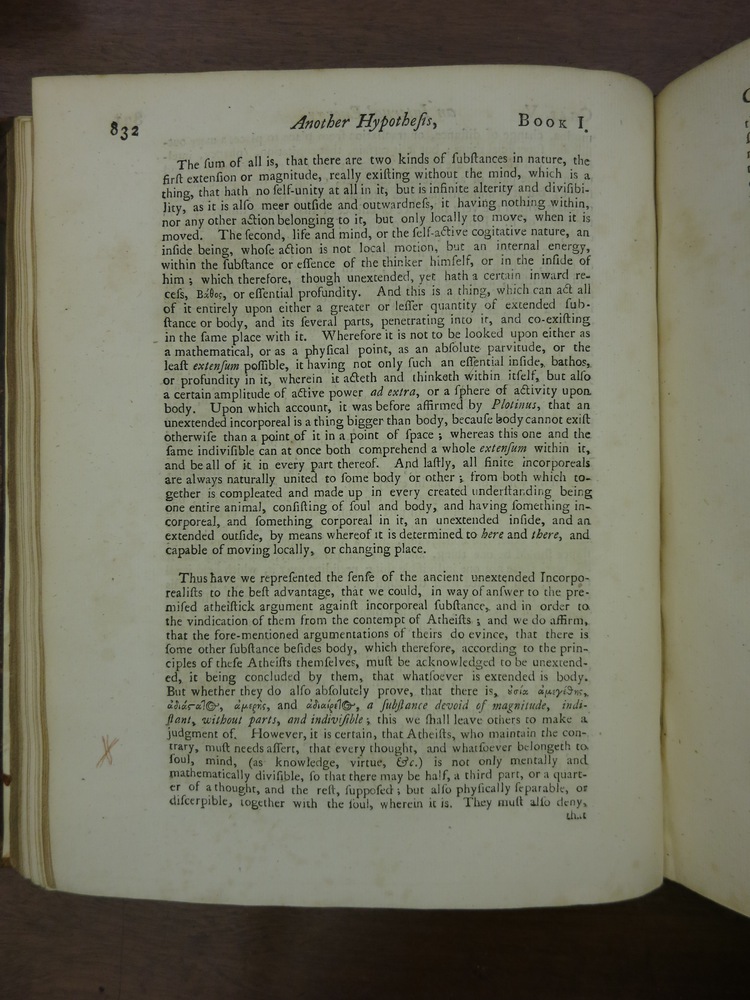 832 Another Hypothesis, BOOK I.
The ſum of all is, that there are two kinds of ſubſtances in nature, the
firſt extenſion or magnitude, really exiſting without the mind, which is a
thing, that hath no ſelf-unity at all in it, but is infinite alterity and diviſibi-
lity, as it is alſo meer outſide and outwardneſs, it having nothing within,
nor any other action belonging to it, but only locally to move, when it is
moved. The ſecond, life and mind, or the ſelf-active cogitative nature, an
inſide being, whoſe action is not local motion, but an internal energy,
within the ſubſtance or eſſence of the thinker himſelf, or in the inſide of
him ; which therefore, though unextended, yet hath a certain inward re-
ceſs, Βάθος, or eſſential profundity. And this is a thing, which can act all
of it entirely upon either a greater or leſſer quantity of extended ſub-
ſtance or body, and its ſeveral parts, penetrating into it, and co-exiſting
in the ſame place with it. Wherefore it is not to be looked upon either as
a mathematical, or as a phyſical point, as an abſolute parvitude, or the
leaſt extenſum poſſible, it having not only ſuch an eſſential inſide, bathos,
or profundity in it, wherein it acteth and thinketh within itſelf, but alſo
a certain amplitude of active power ad extra, or a ſphere of activity upon
body. Upon which account, it was before affirmed by Plotinus, that an
unextended incorporeal is a thing bigger than body, becauſe body cannot exiſt
otherwiſe than a point of it in a point of ſpace ; whereas this one and the
ſame indiviſible can at once both comprehend a whole extenſum within it,
and be all of it in every part thereof. And laſtly, all finite incorporeals
are always naturally united to ſome body or other ; from both which to-
gether is compleated and made up in every created underſtanding being
one entire animal, conſiſting of ſoul and body, and having ſomething in-
corporeal, and ſomething corporeal in it, an unextended inſide, and an
extended outſide, by means whereof it is determined to here and there, and
capable of moving locally, or changing place.
Thus have we repreſented the ſenſe of the ancient unextended Incorpo-
realiſts to the beſt advantage, that we could, in way of anſwer to the pre-
miſed atheiſtick argument againſt incorporeal ſubſtance, and in order to
the vindication of them from the contempt of Atheiſts ; and we do affirm,
that the fore-mentioned argumentations of theirs do evince, that there is
ſome other ſubſtance beſides body, which therefore, according to the prin-
ciples of theſe Atheiſts themſelves, muſt be acknowledged to be unextend-
ed, it being concluded by them, that whatſoever is extended is body.
But whether they do alſo abſolutely prove, that there is, ȣ̓σία ἀμεγέθης,
ἀδιάςατος, ἀμερὴς, and ἀδιαίρετος, a ſubſtance devoid of magnitude, indi-
ſtant, without parts, and indiviſible ; this we ſhall leave others to make a
judgment of. However, it is certain, that Atheiſts, who maintain the con-
trary, muſt needs aſſert, that every thought, and whatſoever belongeth to
ſoul, mind, (as knowledge, virtue, &c.) is not only mentally and
mathematically diviſible, ſo that there may be half, a third part, or a quart-
er of a thought, and the reſt, ſuppoſed ; but alſo phyſically ſeparable, or
diſcerpible, together with the ſoul, wherein it is. They muſt alſo deny,
that